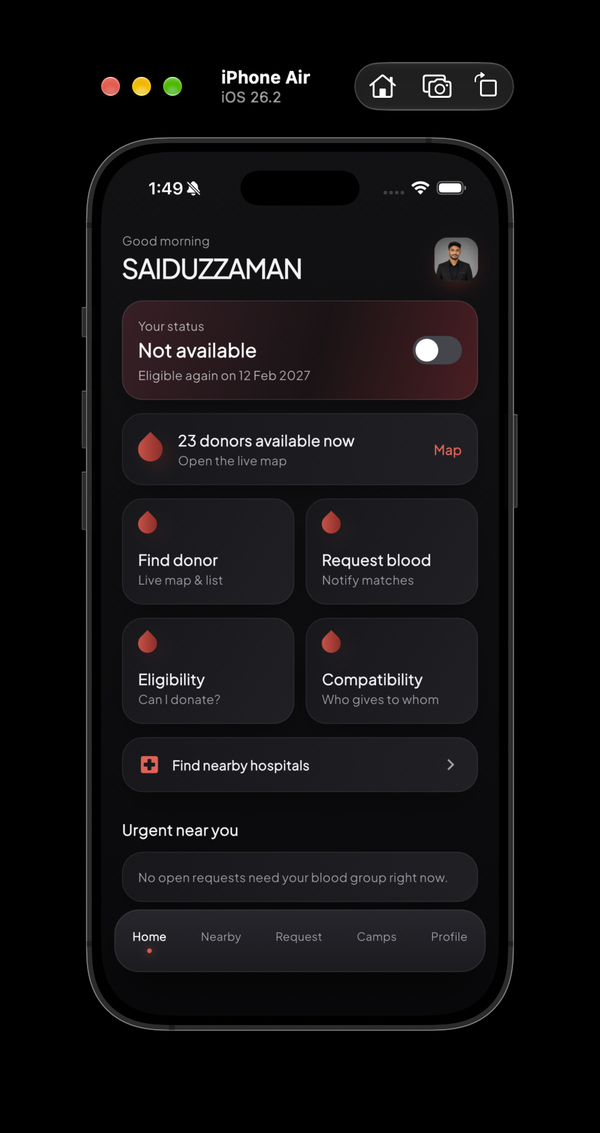 iPhone Air
iOS 26.2
1:49
Good morning
SAIDUZZAMAN
Your status
Not available
Eligible again on 12 Feb 2027
23 donors available now
Open the live map
Map
Find donor
Live map & list
Request blood
Notify matches
Eligibility
Can I donate?
Compatibility
Who gives to whom
Find nearby hospitals
Urgent near you
No open requests need your blood group right now.
Home
Nearby
Request
Camps
Profile